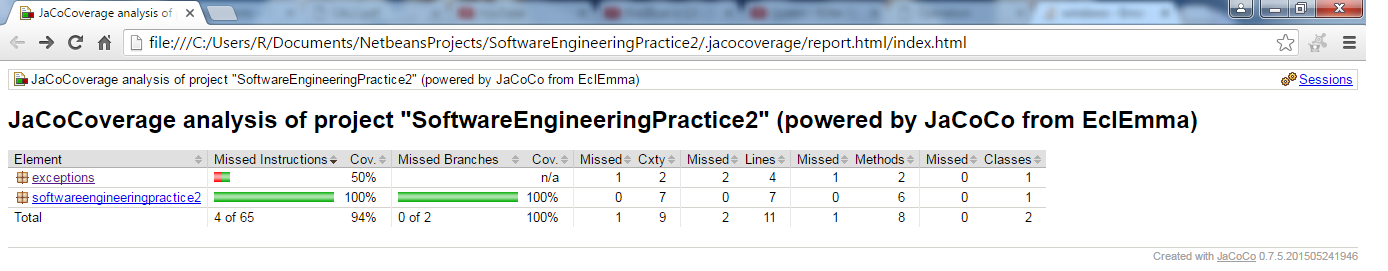 JaCoCoverage analysis of
file:///C:/Users/R/Documents/NetbeansProjects/SoftwareEngineeringPractice2/.jacocoverage/report.html/index.html
JaCoCoverage analysis of project "SoftwareEngineeringPractice2" (powered by JaCoCo from EclEmma) Sessions
JaCoCoverage analysis of project "SoftwareEngineeringPractice2" (powered by JaCoCo from EclEmma)
Element Missed Instructions Cov. Missed Branches Cov. Missed Cxty Missed Lines Missed Methods Missed Classes
exceptions 50% n/a 1 2 2 4 1 2 0 1
softwareengineeringpractice2 100% 100% 0 7 0 7 0 6 0 1
Total 4 of 65 94% 0 of 2 100% 1 9 2 11 1 8 0 2
Created with JaCoCo 0.7.5.201505241946